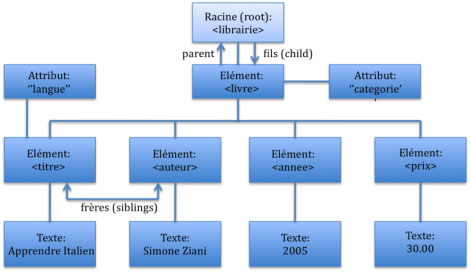 Racine (root):
<librairie>
parent
fils (child)
Attribut:
"langue"
Elément:
<livre>
Attribut:
"categorie'
Elément:
<titre>
Elément:
<auteur>
Elément:
<annee>
Elément:
<prix>
frères (siblings)
Texte:
Apprendre Italien
Texte:
Simone Ziani
Texte:
2005
Texte:
30.00